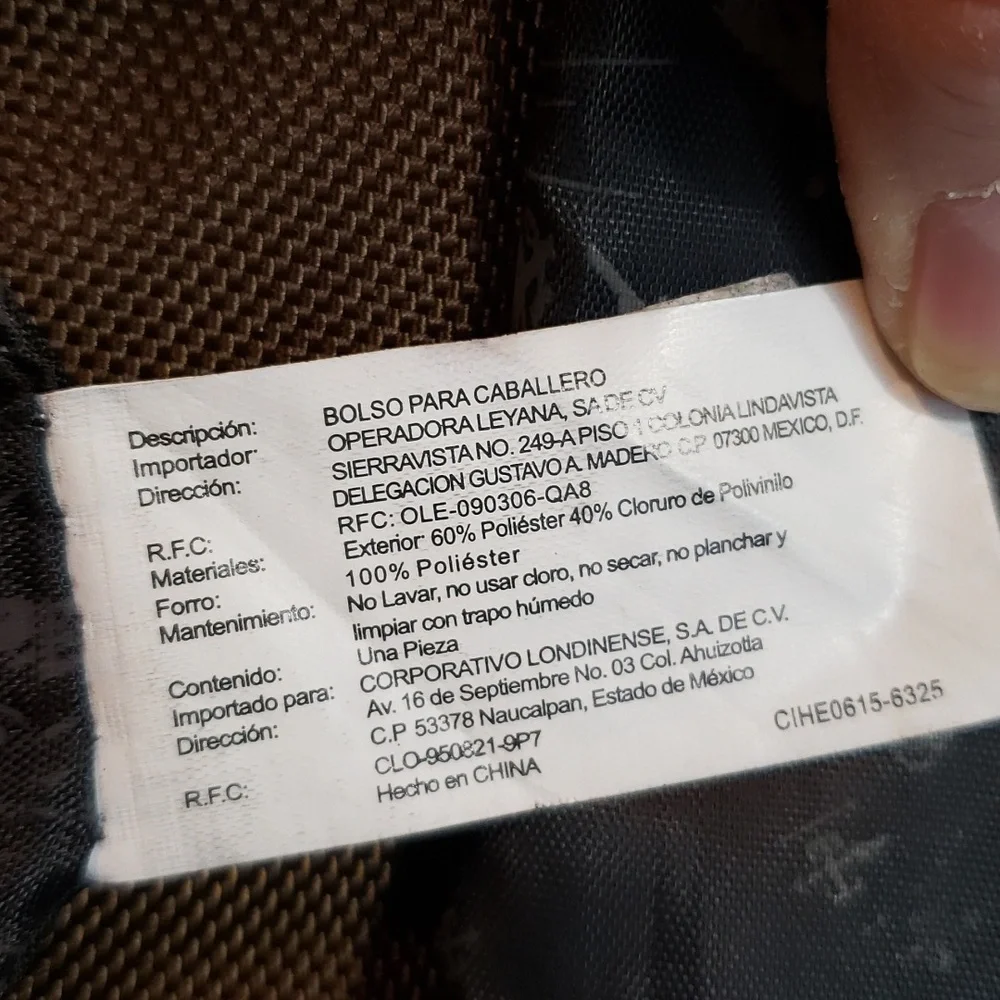 Descripción: BOLSO PARA CABALLERO
Importador: OPERADORA LEYANA, SA DE CV
Dirección: SIERRAVISTA NO. 249-A PISO 1 COLONIA LINDAVISTA
DELEGACION GUSTAVO A. MADERO C.P. 07300 MEXICO, D.F.
R.F.C: RFC: OLE-090306-QA8
Materiales: Exterior: 60% Poliéster 40% Cloruro de Polivinilo
Forro: 100% Poliéster
Mantenimiento: No Lavar, no usar cloro, no secar, no planchar y
limpiar con trapo húmedo
Contenido: Una Pieza
Importado para: CORPORATIVO LONDINENSE, S.A. DE C.V.
Dirección: Av. 16 de Septiembre No. 03 Col. Ahuizotla
C.P 53378 Naucalpan, Estado de México
R.F.C: CLO-950821-9P7
Hecho en CHINA
CIHE0615-6325